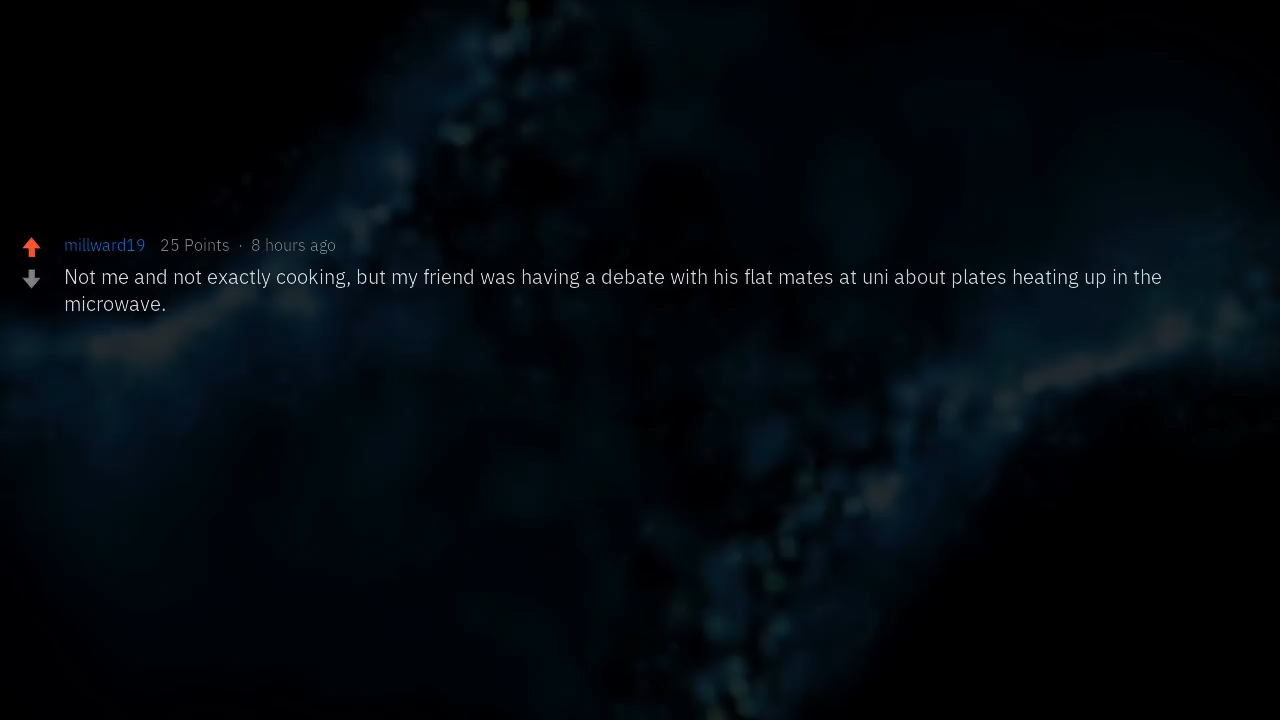 millward19 25 Points · 8 hours ago
Not me and not exactly cooking, but my friend was having a debate with his flat mates at uni about plates heating up in the
microwave.